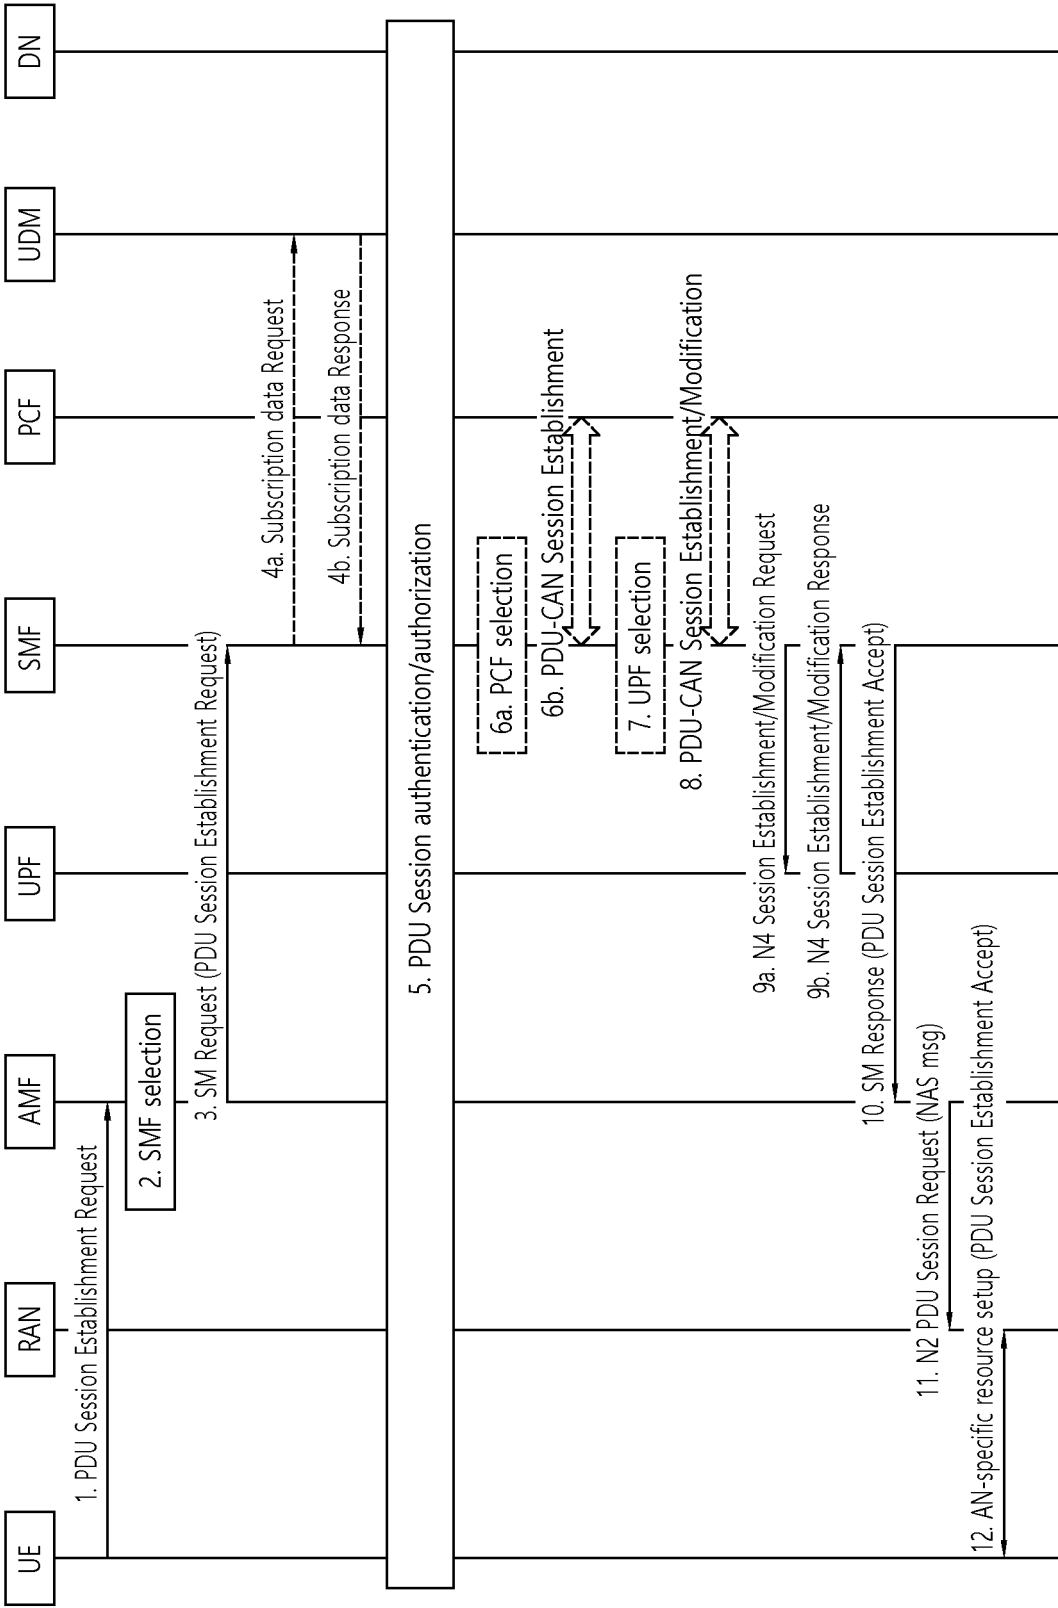 UE
RAN
AMF
UPF
SMF
PCF
UDM
DN
1. PDU Session Establishment Request
2. SMF selection
3. SM Request (PDU Session Establishment Request)
4a. Subscription data Request
4b. Subscription data Response
5. PDU Session authentication/authorization
6a. PCF selection
6b. PDU-CAN Session Establishment
7. UPF selection
8. PDU-CAN Session Establishment/Modification
9a. N4 Session Establishment/Modification Request
9b. N4 Session Establishment/Modification Response
10. SM Response (PDU Session Establishment Accept)
11. N2 PDU Session Request (NAS msg)
12. AN-specific resource setup (PDU Session Establishment Accept)